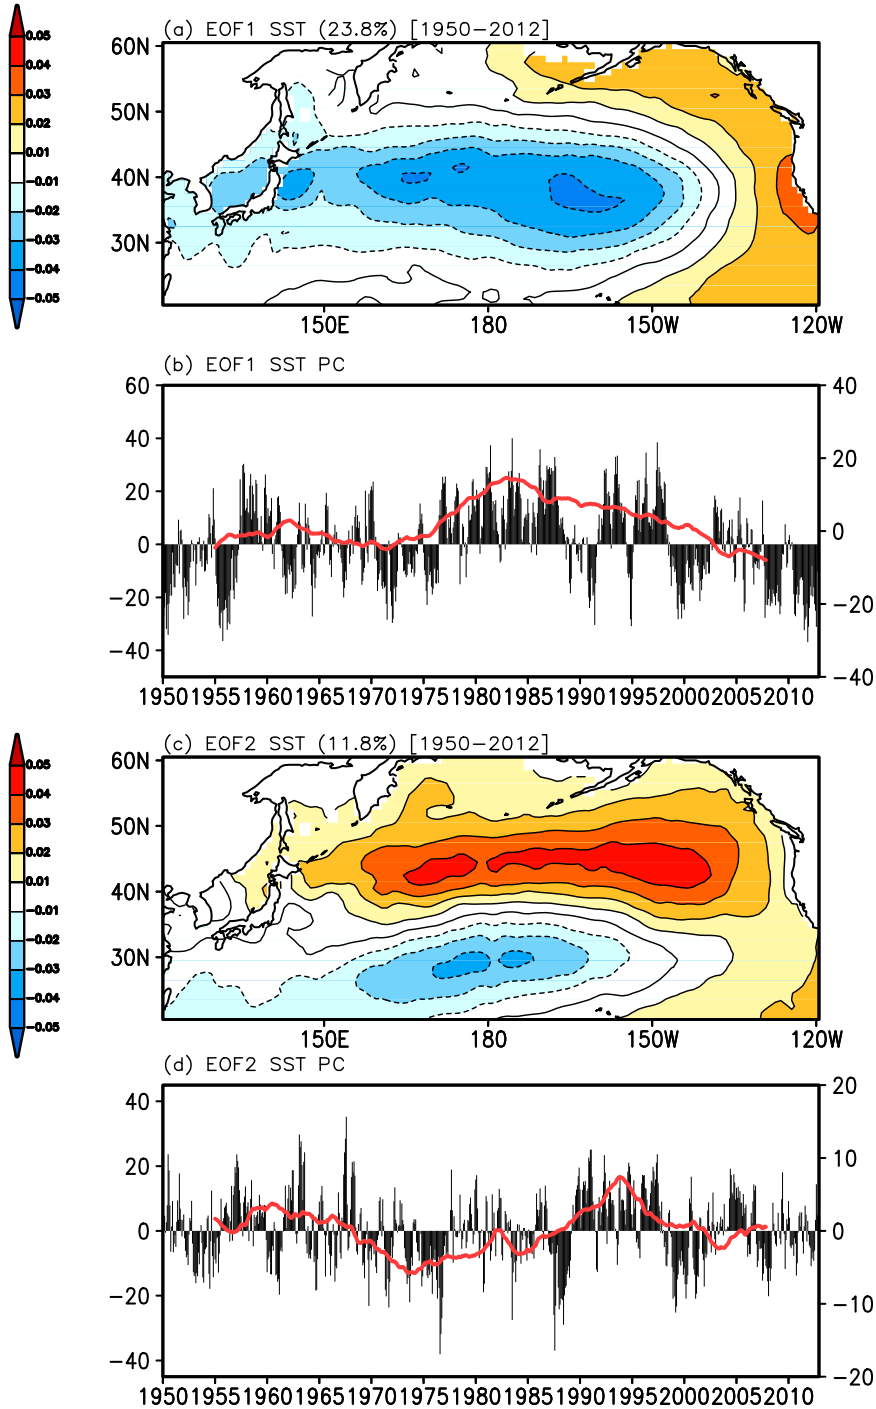 (a) EOF1 SST (23.8%) [1950−2012]
0.05
0.04
0.03
0.02
0.01
−0.01
−0.02
−0.03
−0.04
−0.05
60N
50N
40N
30N
150E 180 150W 120W
(b) EOF1 SST PC
60
40
20
0
−20
−40
40
20
0
−20
−40
1950 1955 1960 1965 1970 1975 1980 1985 1990 1995 2000 2005 2010
(c) EOF2 SST (11.8%) [1950−2012]
0.05
0.04
0.03
0.02
0.01
−0.01
−0.02
−0.03
−0.04
−0.05
60N
50N
40N
30N
150E 180 150W 120W
(d) EOF2 SST PC
40
20
0
−20
−40
20
10
0
−10
−20
1950 1955 1960 1965 1970 1975 1980 1985 1990 1995 2000 2005 2010